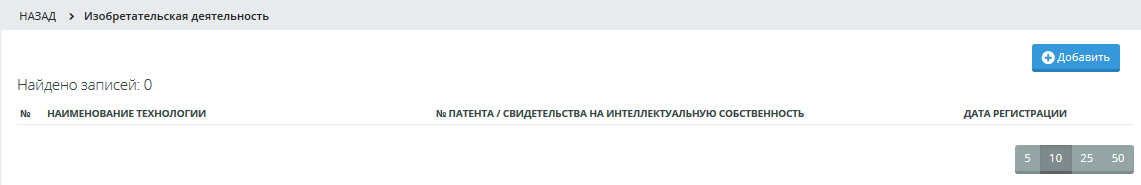 НАЗАД > Изобретательская деятельность
Добавить
Найдено записей: 0
№ НАИМЕНОВАНИЕ ТЕХНОЛОГИИ № ПАТЕНТА / СВИДЕТЕЛЬСТВА НА ИНТЕЛЛЕКТУАЛЬНУЮ СОБСТВЕННОСТЬ ДАТА РЕГИСТРАЦИИ
5 10 25 50